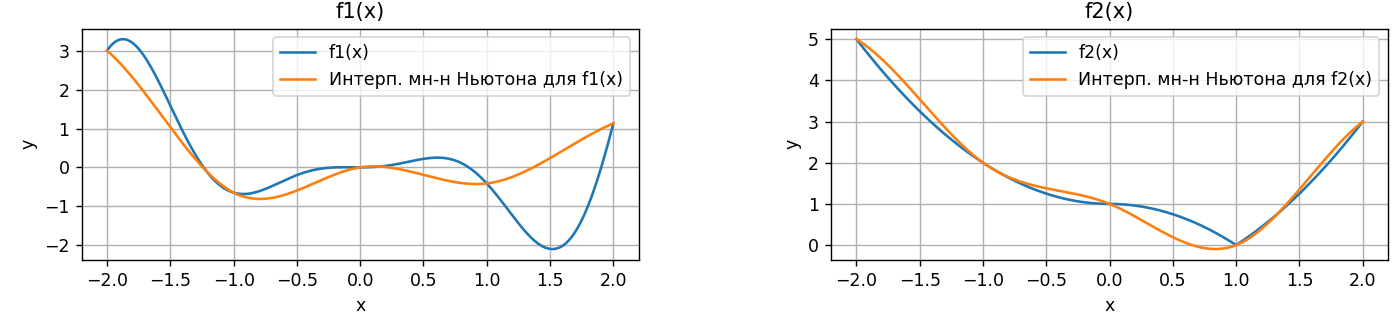 f1(x)
3
2
1
0
−1
−2
y
f1(x)
Интерп. мн-н Ньютона для f1(x)
−2.0 −1.5 −1.0 −0.5 0.0 0.5 1.0 1.5 2.0
x
f2(x)
5
4
3
2
1
0
y
f2(x)
Интерп. мн-н Ньютона для f2(x)
−2.0 −1.5 −1.0 −0.5 0.0 0.5 1.0 1.5 2.0
x